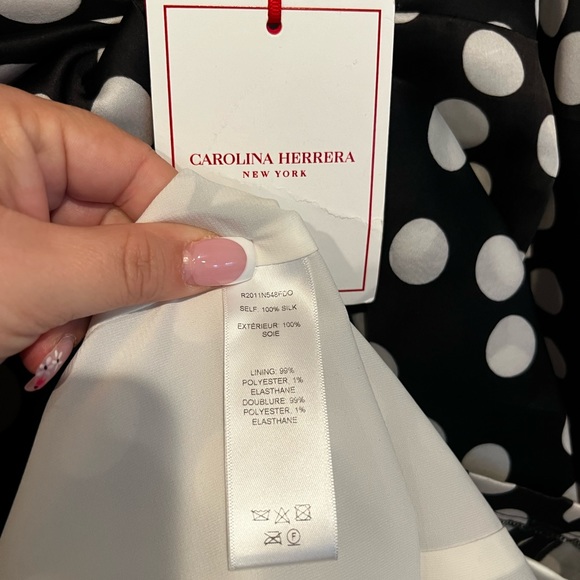 CAROLINA HERRERA
NEW YORK
R2011N548FDO
SELF: 100% SILK
EXTÉRIEUR: 100%
SOIE
LINING: 99%
POLYESTER, 1%
ELASTHANE
DOUBLURE: 99%
POLYESTER, 1%
ELASTHANE
F